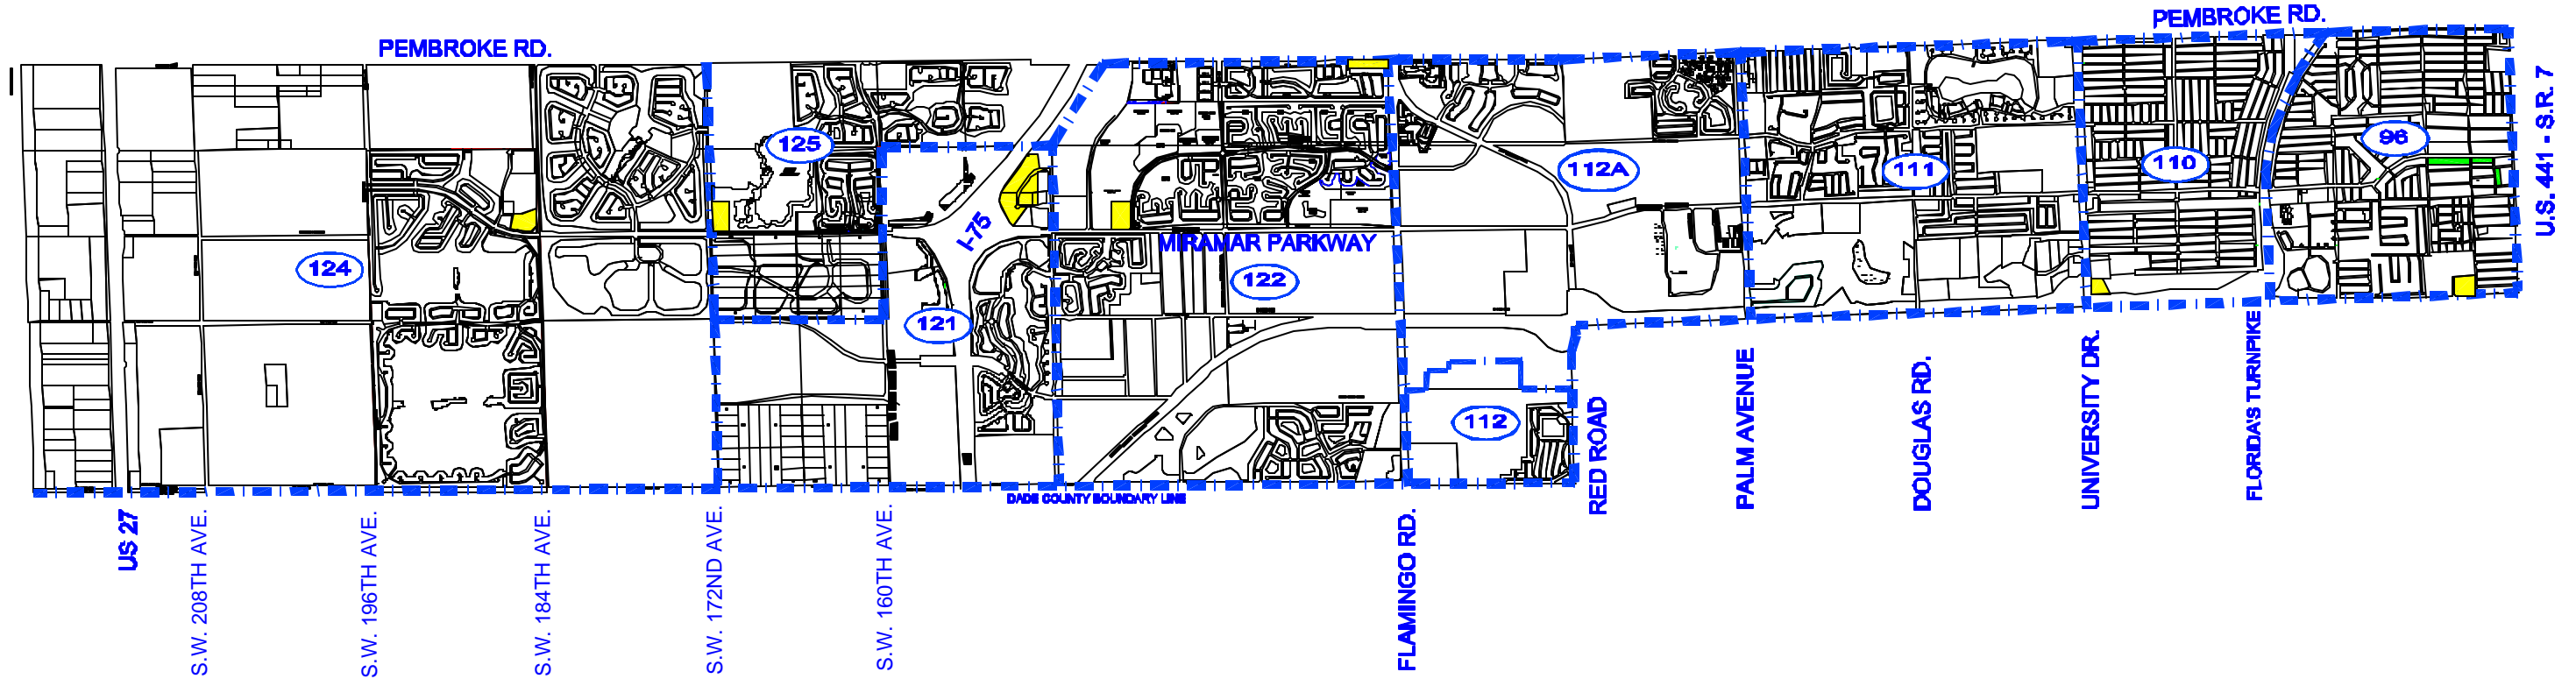 PEMBROKE RD.
PEMBROKE RD.
U.S. 441 - S.R. 7
125
112A
111
110
96
I-75
MIRAMAR PARKWAY
124
122
121
112
DADE COUNTY BOUNDARY LINE
US 27
S.W. 208TH AVE.
S.W. 196TH AVE.
S.W. 184TH AVE.
S.W. 172ND AVE.
S.W. 160TH AVE.
FLAMINGO RD.
RED ROAD
PALM AVENUE
DOUGLAS RD.
UNIVERSITY DR.
FLORIDA'S TURNPIKE